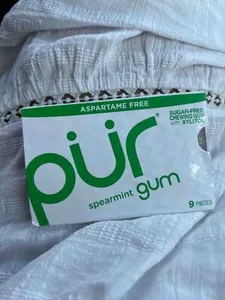 ASPARTAME FREE
SUGAR-FREE
CHEWING GUM
with XYLITOL
pür®
spearmint gum
9 PIECES